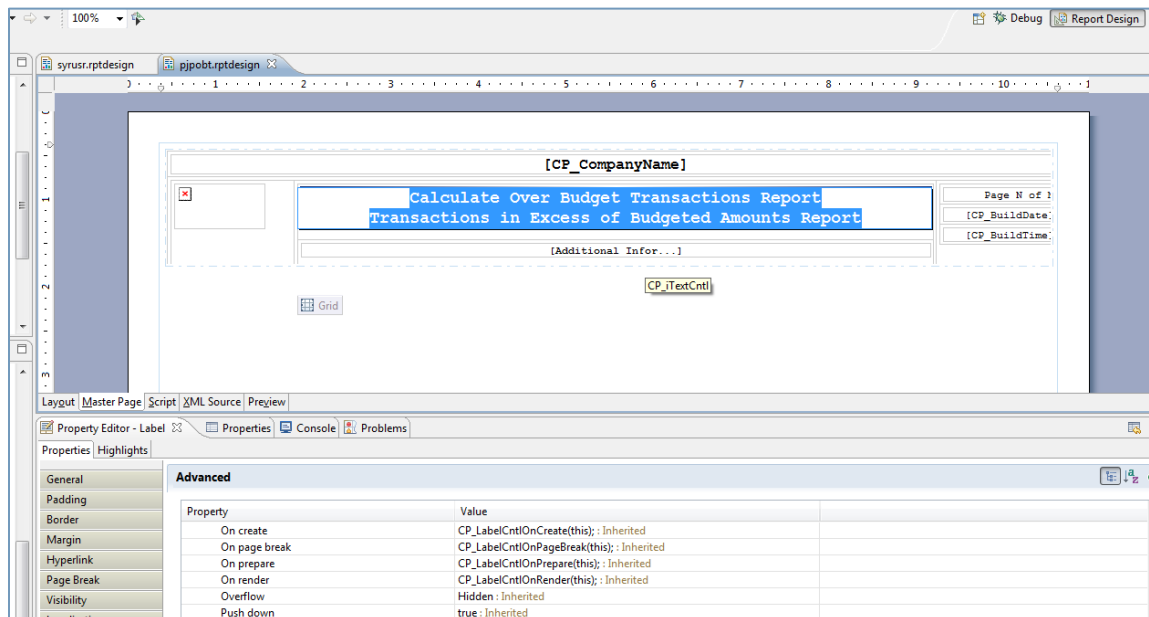 100% Debug Report Design
syrusr.rptdesign pjpobt.rptdesign
1 2 3 4 5 6 7 8 9 10
[CP_CompanyName]
Calculate Over Budget Transactions Report
Transactions in Excess of Budgeted Amounts Report
Page N of
[CP_BuildDate]
[CP_BuildTime]
[Additional Infor...]
CP_iTextCntl
Grid
1
2
3
Layout Master Page Script XML Source Preview
Property Editor - Label Properties Console Problems
Properties Highlights
General
Padding
Border
Margin
Hyperlink
Page Break
Visibility
Advanced
Property Value
On create CP_LabelCntlOnCreate(this); : Inherited
On page break CP_LabelCntlOnPageBreak(this); : Inherited
On prepare CP_LabelCntlOnPrepare(this); : Inherited
On render CP_LabelCntlOnRender(this); : Inherited
Overflow Hidden : Inherited
Push down true : Inherited